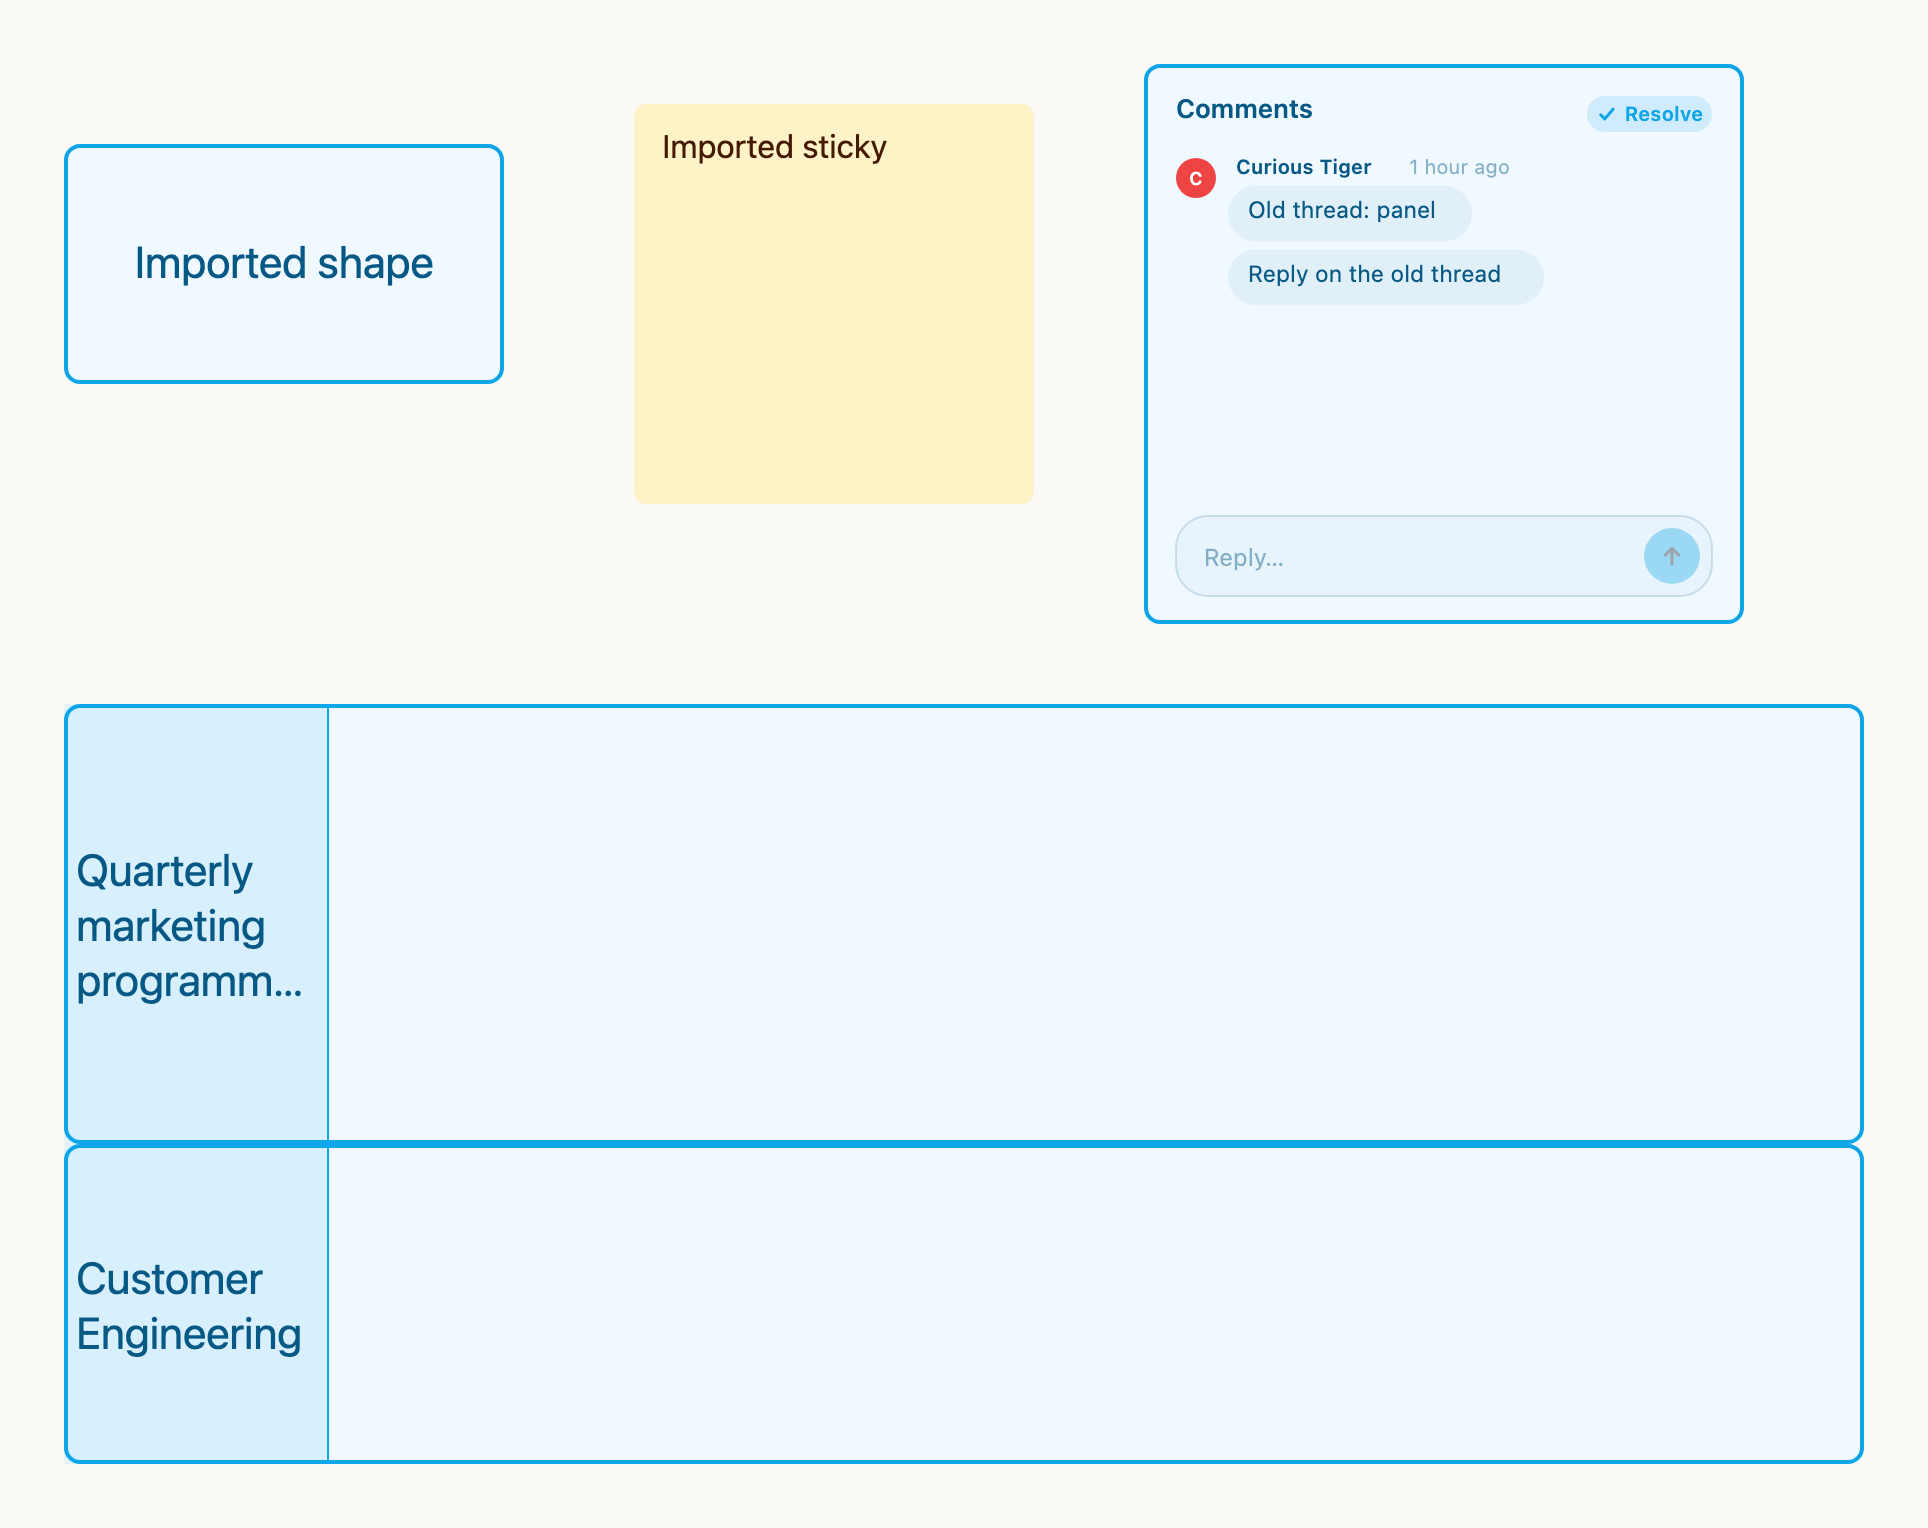 Imported shape
Imported sticky
Comments
Resolve
C
Curious Tiger 1 hour ago
Old thread: panel
Reply on the old thread
Reply...
Quarterly
marketing
programm...
Customer
Engineering